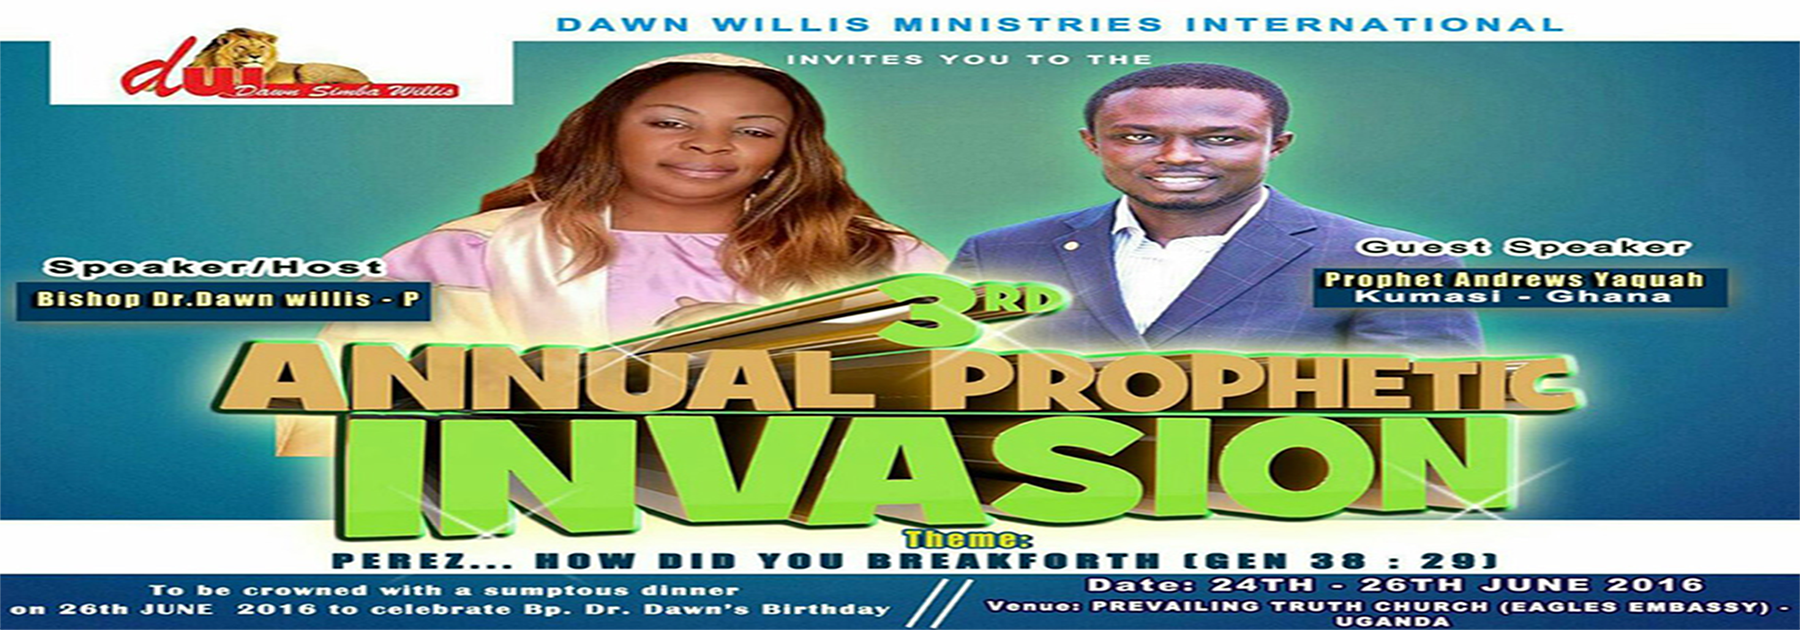 DAWN WILLIS MINISTRIES INTERNATIONAL
INVITES YOU TO THE
dw
Dawn Simba Willis
Speaker/Host
Bishop Dr.Dawn willis - P
Guest Speaker
Prophet Andrews Yaquah
Kumasi - Ghana
3RD
ANNUAL PROPHETIC
INVASION
Theme:
PEREZ... HOW DID YOU BREAKFORTH (GEN 38 : 29)
To be crowned with a sumptous dinner
on 26th JUNE 2016 to celebrate Bp. Dr. Dawn's Birthday
//
Date: 24TH - 26TH JUNE 2016
Venue: PREVAILING TRUTH CHURCH (EAGLES EMBASSY) -
UGANDA